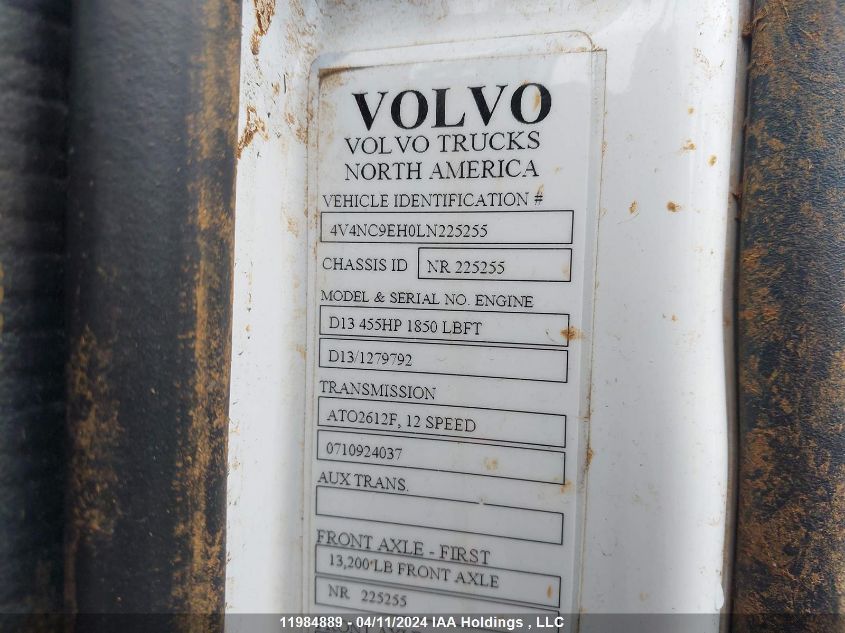 VOLVO
VOLVO TRUCKS
NORTH AMERICA
VEHICLE IDENTIFICATION #
4V4NC9EH0LN225255
CHASSIS ID NR 225255
MODEL & SERIAL NO. ENGINE
D13 455HP 1850 LBFT
D13/1279792
TRANSMISSION
ATO2612F, 12 SPEED
0710924037
AUX TRANS.
FRONT AXLE - FIRST
13,200 LB FRONT AXLE
NR 225255
11984889 - 04/11/2024 IAA Holdings , LLC